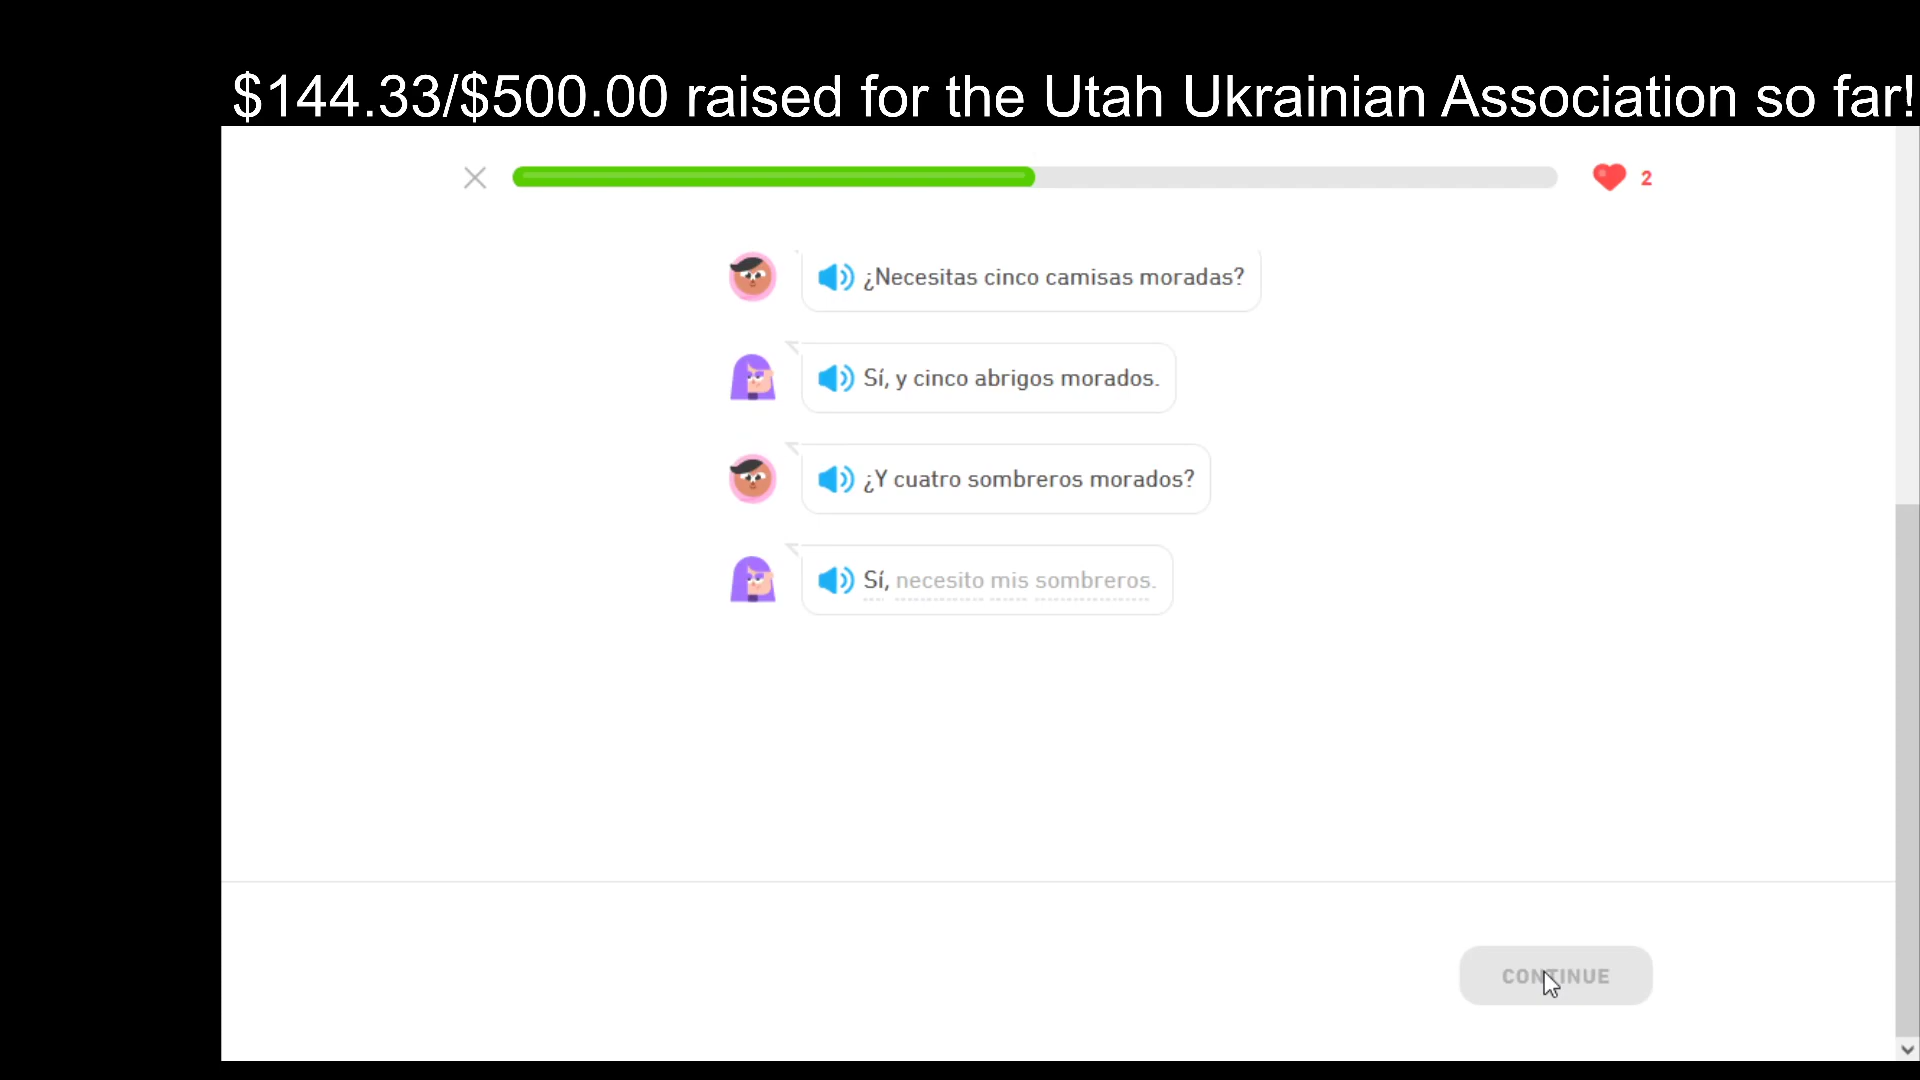 $144.33/$500.00 raised for the Utah Ukrainian Association so far!
2
¿Necesitas cinco camisas moradas?
Sí, y cinco abrigos morados.
¿Y cuatro sombreros morados?
Sí, necesito mis sombreros.
CONTINUE